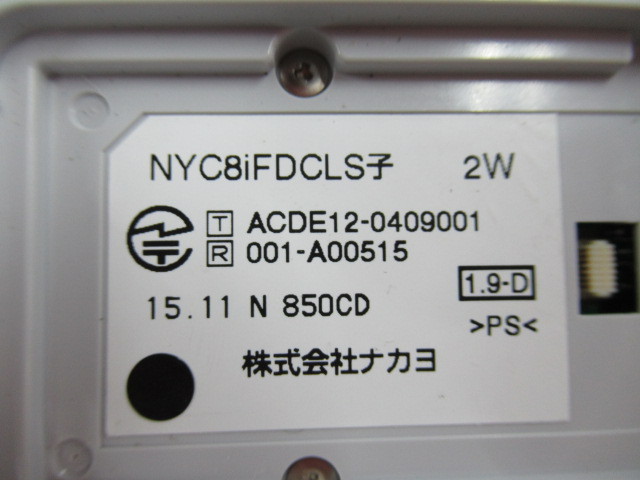 NYC8iFDCLS子 2W
T ACDE12-0409001
R 001-A00515
1.9-D
15.11 N 850CD
>PS<
株式会社ナカヨ